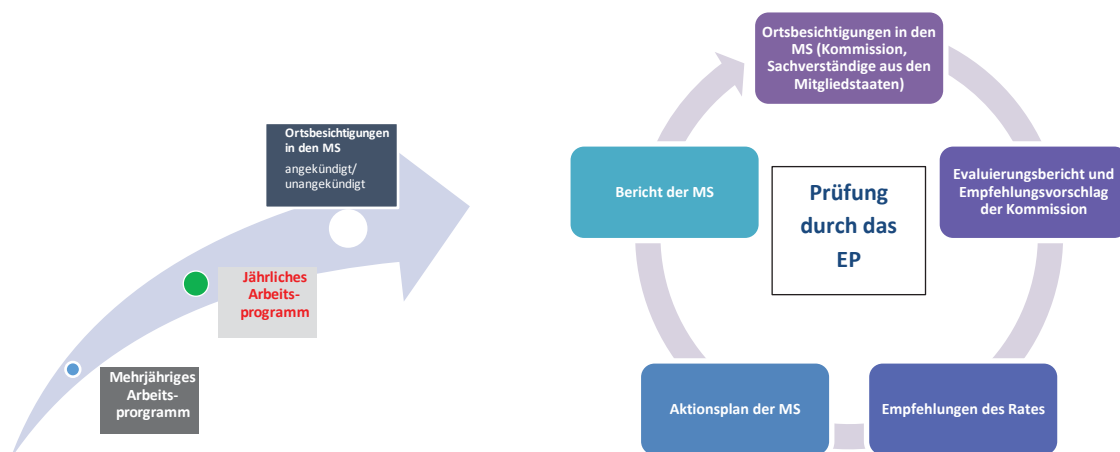 Ortsbesichtigungen
in den MS
angekündigt/
unangekündigt
Jährliches
Arbeits-
programm
Mehrjähriges
Arbeits-
prorgramm
Ortsbesichtigungen in den
MS (Kommission,
Sachverständige aus den
Mitgliedstaaten)
Evaluierungsbericht und
Empfehlungsvorschlag
der Kommission
Empfehlungen des Rates
Aktionsplan der MS
Bericht der MS
Prüfung
durch das
EP